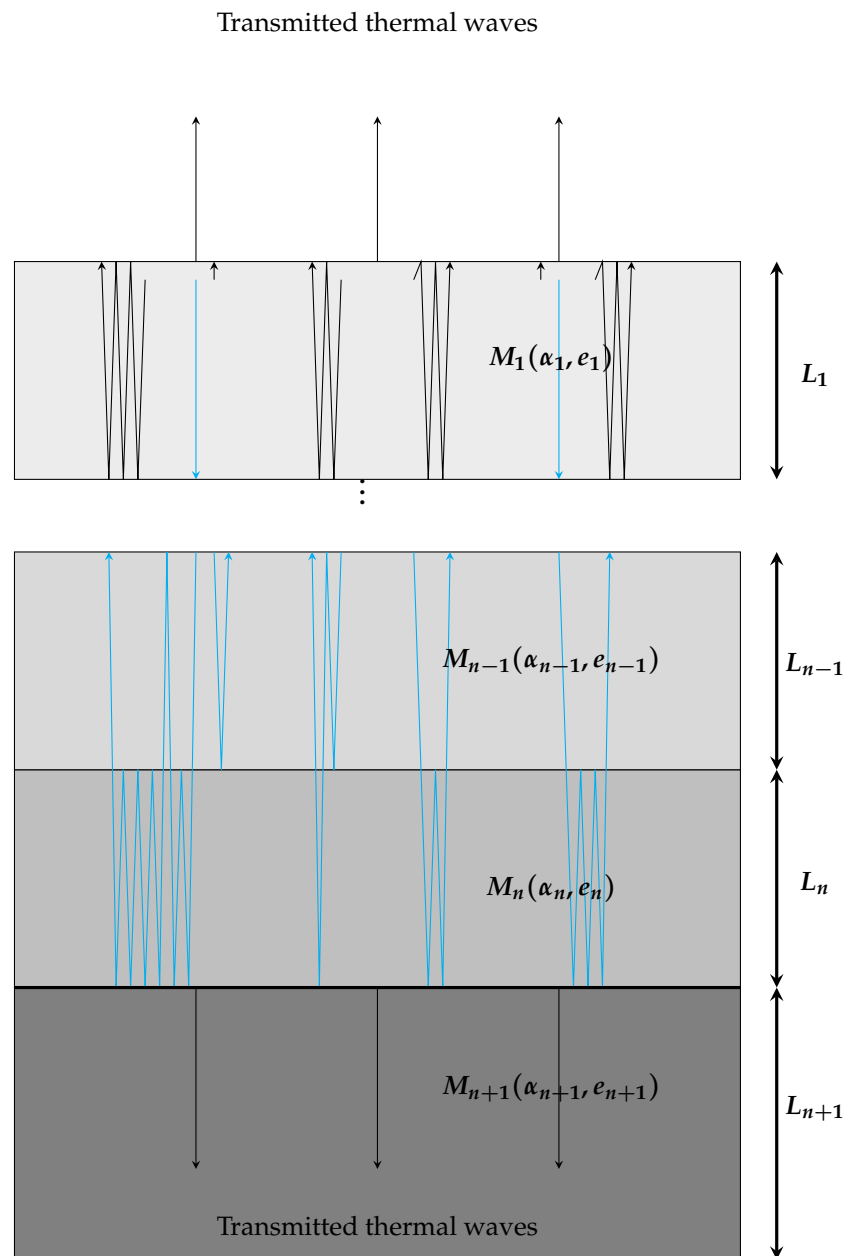 Transmitted thermal waves
M₁(α₁, e₁)
L₁
⋮
Mₙ₋₁(αₙ₋₁, eₙ₋₁)
Lₙ₋₁
Mₙ(αₙ, eₙ)
Lₙ
Mₙ₊₁(αₙ₊₁, eₙ₊₁)
Lₙ₊₁
Transmitted thermal waves